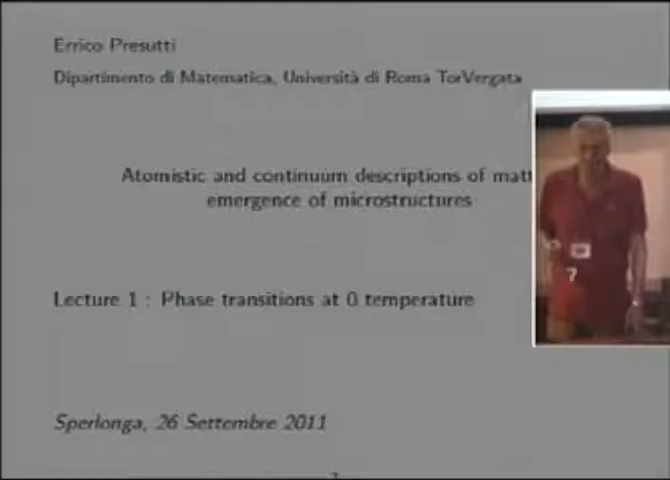 Errico Presutti
Dipartimento di Matematica, Università di Roma TorVergata
Atomistic and continuum descriptions of matt
emergence of microstructures
Lecture 1 : Phase transitions at 0 temperature
Sperlonga, 26 Settembre 2011